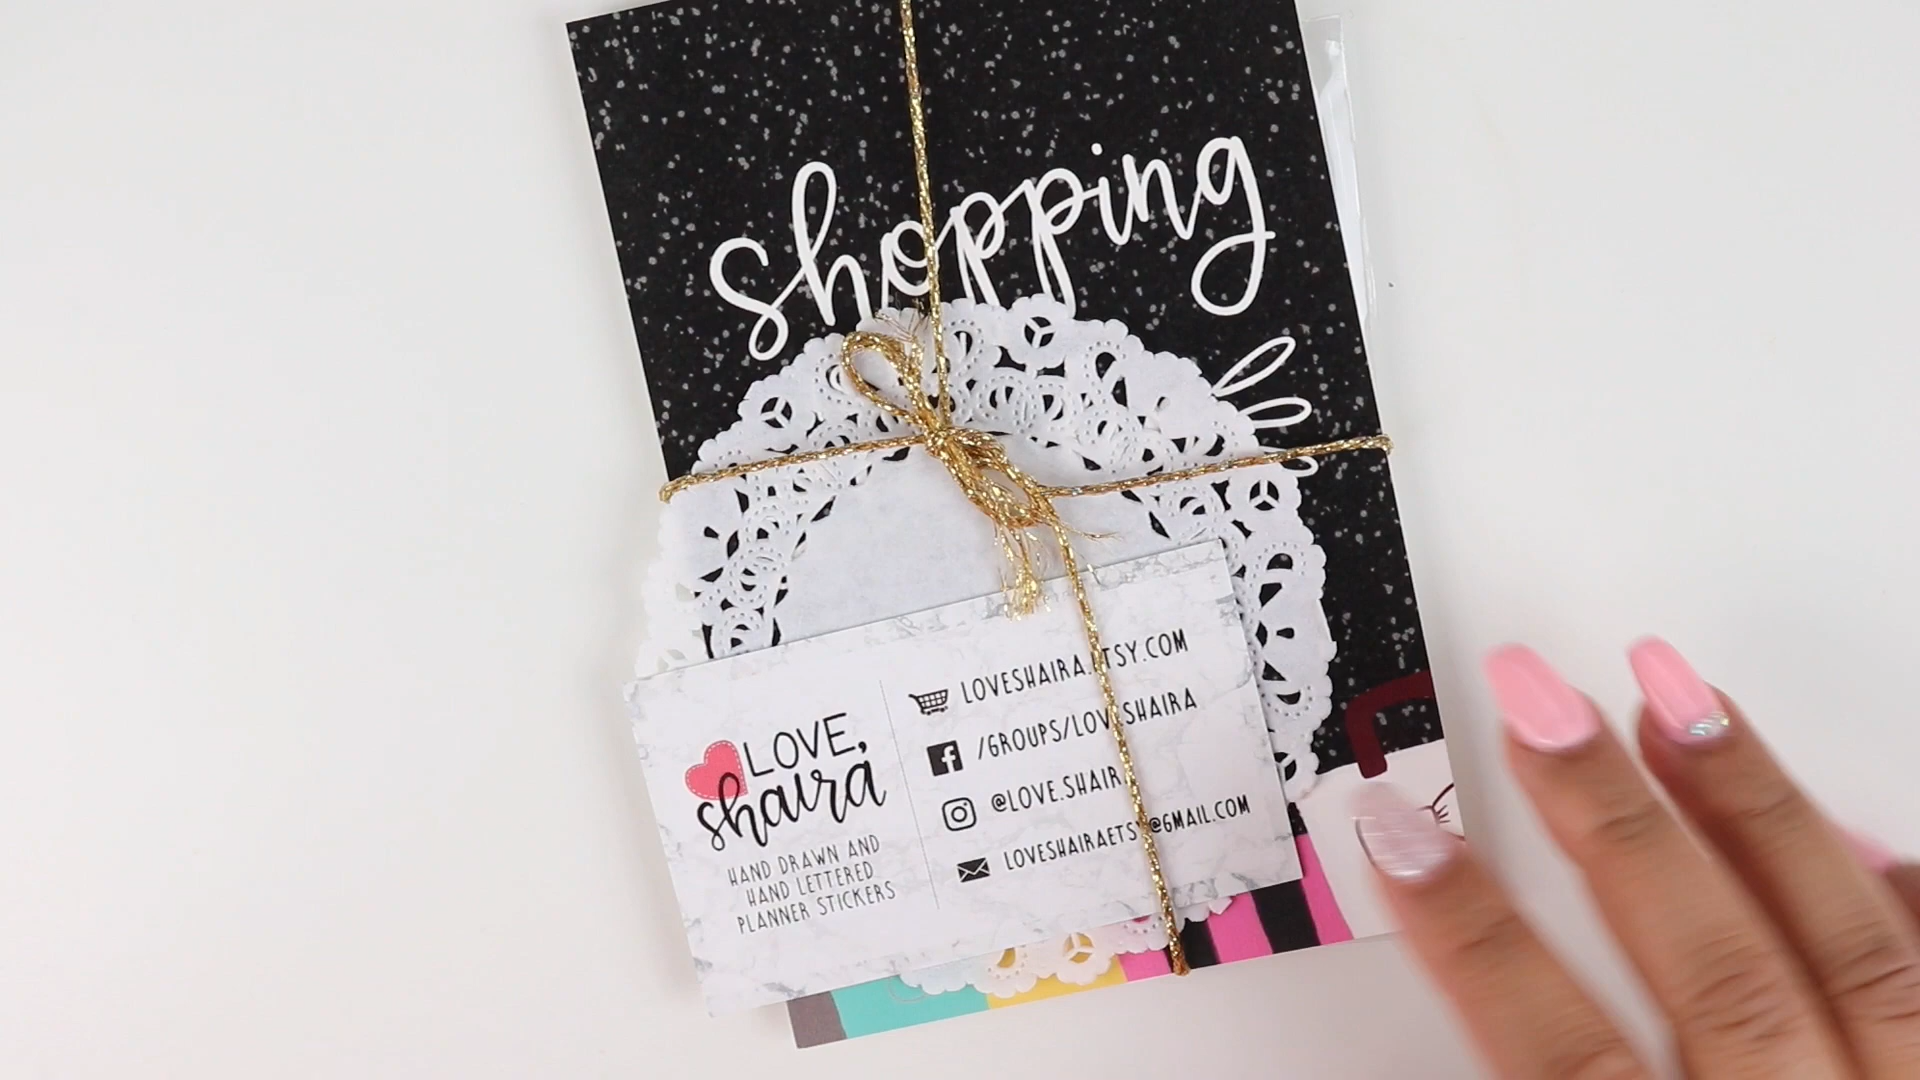 shopping
LOVE,
shaira
HAND DRAWN AND
HAND LETTERED
PLANNER STICKERS
LOVESHAIRA.ETSY.COM
/GROUPS/LOVESHAIRA
@LOVE.SHAIR
LOVESHAIRAETSY@GMAIL.COM